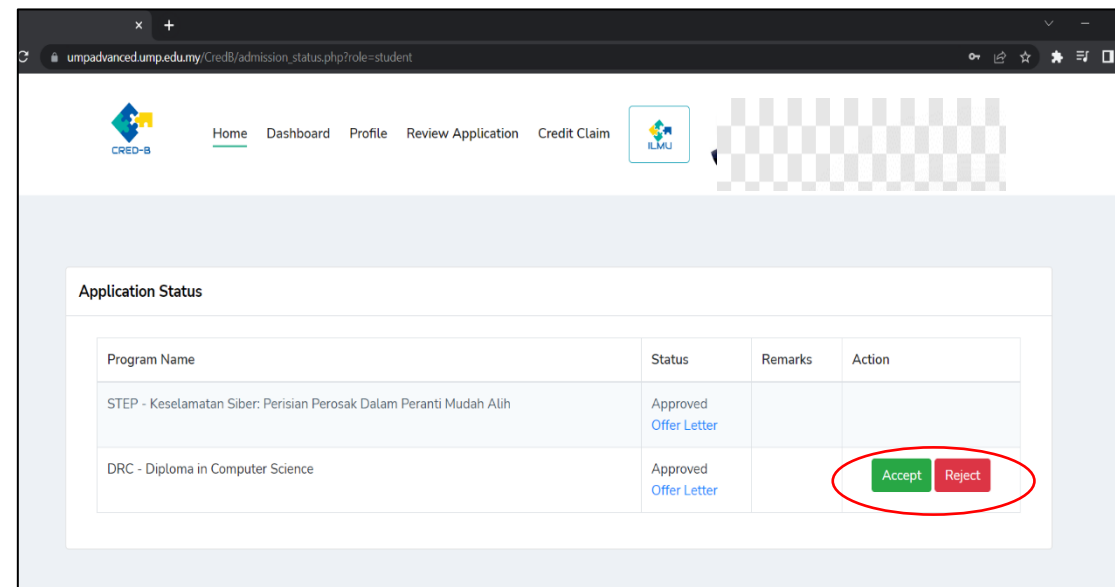 umpadvanced.ump.edu.my/CredB/admission_status.php?role=student
CRED-B
Home Dashboard Profile Review Application Credit Claim
ILMU
Application Status
Program Name Status Remarks Action
STEP - Keselamatan Siber: Perisian Perosak Dalam Peranti Mudah Alih Approved
Offer Letter
DRC - Diploma in Computer Science Approved
Offer Letter
Accept Reject